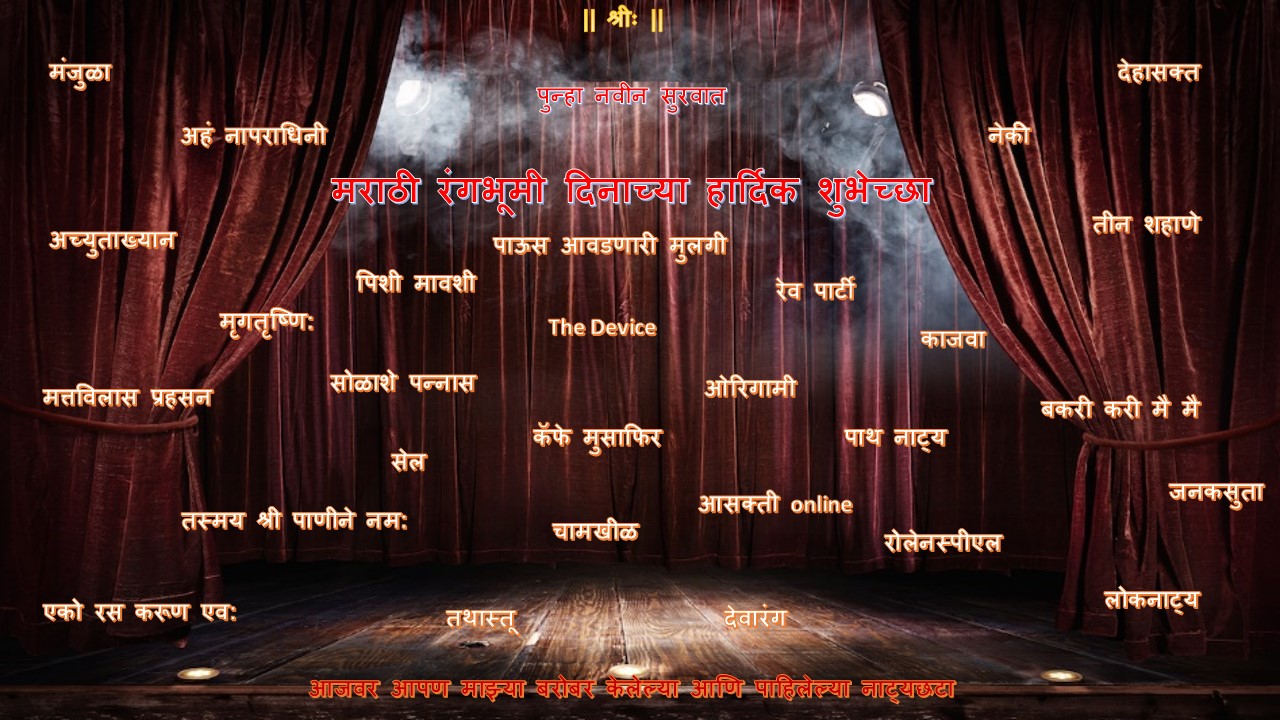 || श्रीः ||
मंजुळा
देहासक्त
पुन्हा नवीन सुरवात
अहं नापराधिनी
नेकी
मराठी रंगभूमी दिनाच्या हार्दिक शुभेच्छा
तीन शहाणे
अच्युताख्यान
पाऊस आवडणारी मुलगी
पिशी मावशी
रेव पार्टी
मृगतृष्णि:
The Device
काजवा
सोळाशे पन्नास
ओरिगामी
मत्तविलास प्रहसन
बकरी करी मै मै
कॅफे मुसाफिर
पाथ नाट्य
सेल
जनकसुता
आसक्ती online
तस्मय श्री पाणीने नम:
चामखीळ
रोलेनस्पीएल
लोकनाट्य
एको रस करूण एव:
तथास्तू
देवारंग
आजवर आपण माझ्या बरोबर केलेल्या आणि पाहिलेल्या नाट्यछटा